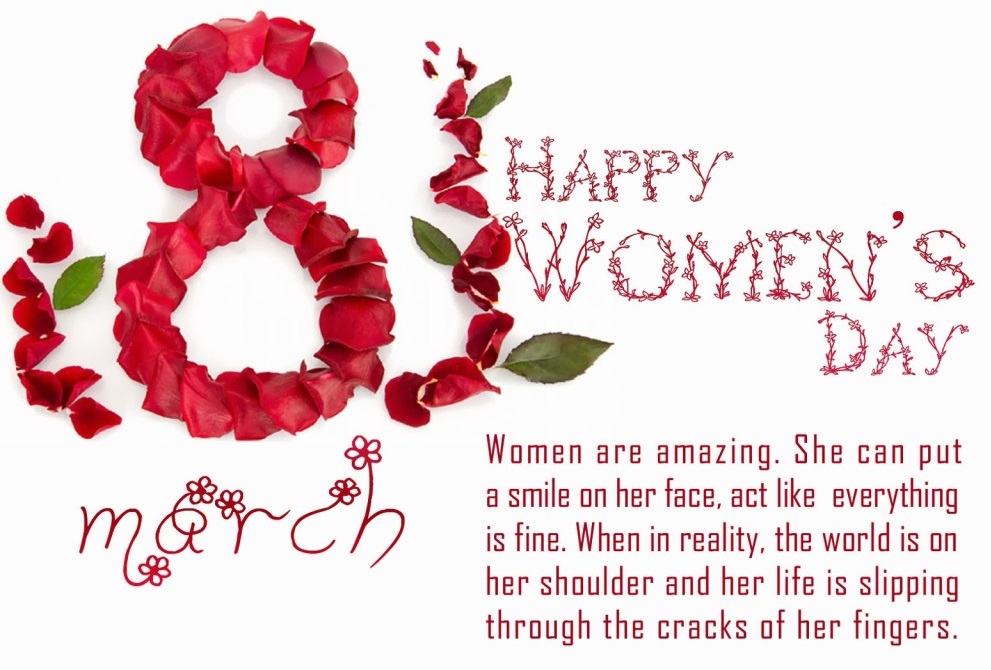 8
march
HAPPY
WOMEN'S
DAY
Women are amazing. She can put
a smile on her face, act like everything
is fine. When in reality, the world is on
her shoulder and her life is slipping
through the cracks of her fingers.